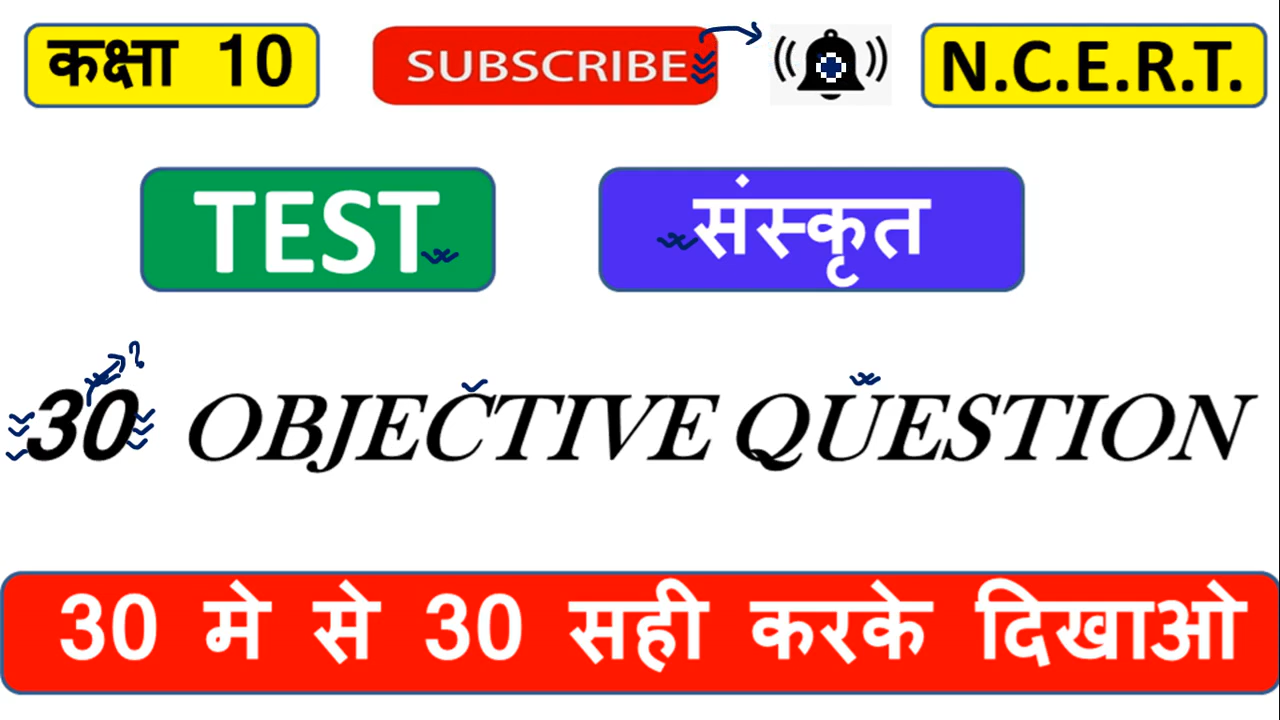 कक्षा 10 SUBSCRIBE N.C.E.R.T.
TEST संस्कृत
?
30 OBJECTIVE QUESTION
30 मे से 30 सही करके दिखाओ